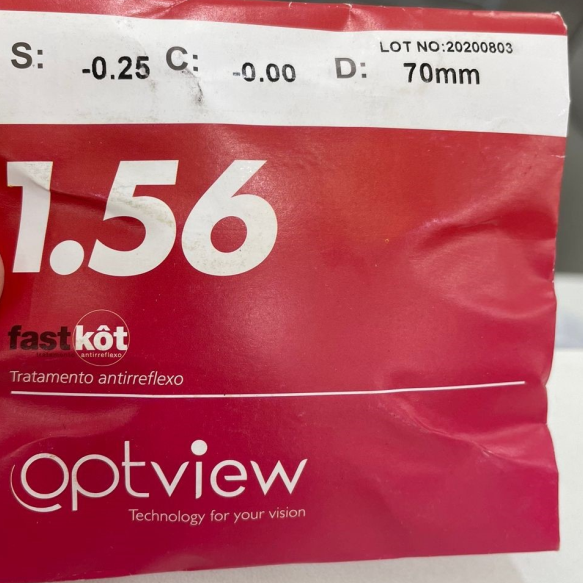 LOT NO:20200803
S: -0.25 C: -0.00 D: 70mm
1.56
fastkôt
antirreflexo
Tratamento antirreflexo
optview
Technology for your vision